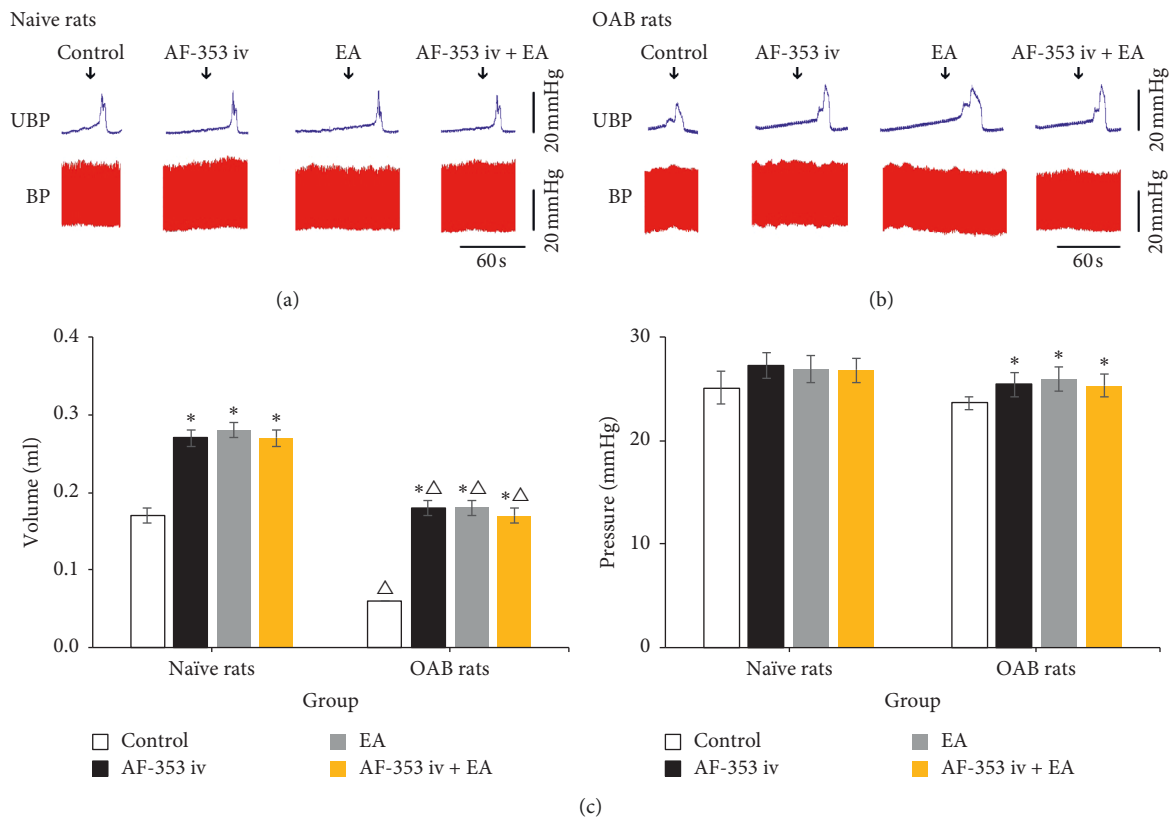 Naive rats
Control AF-353 iv EA AF-353 iv + EA
UBP
20 mmHg
BP
20 mmHg
60 s
(a)
OAB rats
Control AF-353 iv EA AF-353 iv + EA
UBP
20 mmHg
BP
20 mmHg
60 s
(b)
Volume (ml)
0.4
0.3
0.2
0.1
0.0
* * *
△ *△ *△ *△
Naïve rats OAB rats
Group
Control EA
AF-353 iv AF-353 iv + EA
Pressure (mmHg)
30
20
10
0
* * *
Naïve rats OAB rats
Group
Control EA
AF-353 iv AF-353 iv + EA
(c)